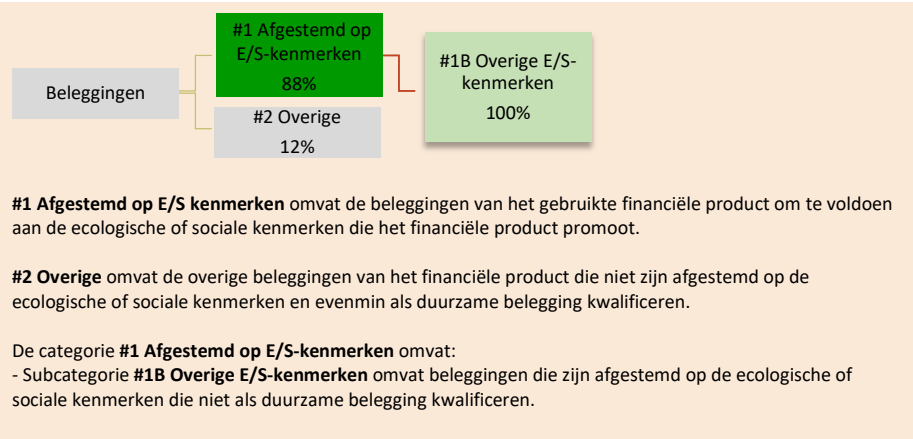 #1 Afgestemd op
E/S-kenmerken
88%
#1B Overige E/S-
kenmerken
100%
Beleggingen
#2 Overige
12%
#1 Afgestemd op E/S kenmerken omvat de beleggingen van het gebruikte financiële product om te voldoen
aan de ecologische of sociale kenmerken die het financiële product promoot.
#2 Overige omvat de overige beleggingen van het financiële product die niet zijn afgestemd op de
ecologische of sociale kenmerken en evenmin als duurzame belegging kwalificeren.
De categorie #1 Afgestemd op E/S-kenmerken omvat:
- Subcategorie #1B Overige E/S-kenmerken omvat beleggingen die zijn afgestemd op de ecologische of
sociale kenmerken die niet als duurzame belegging kwalificeren.